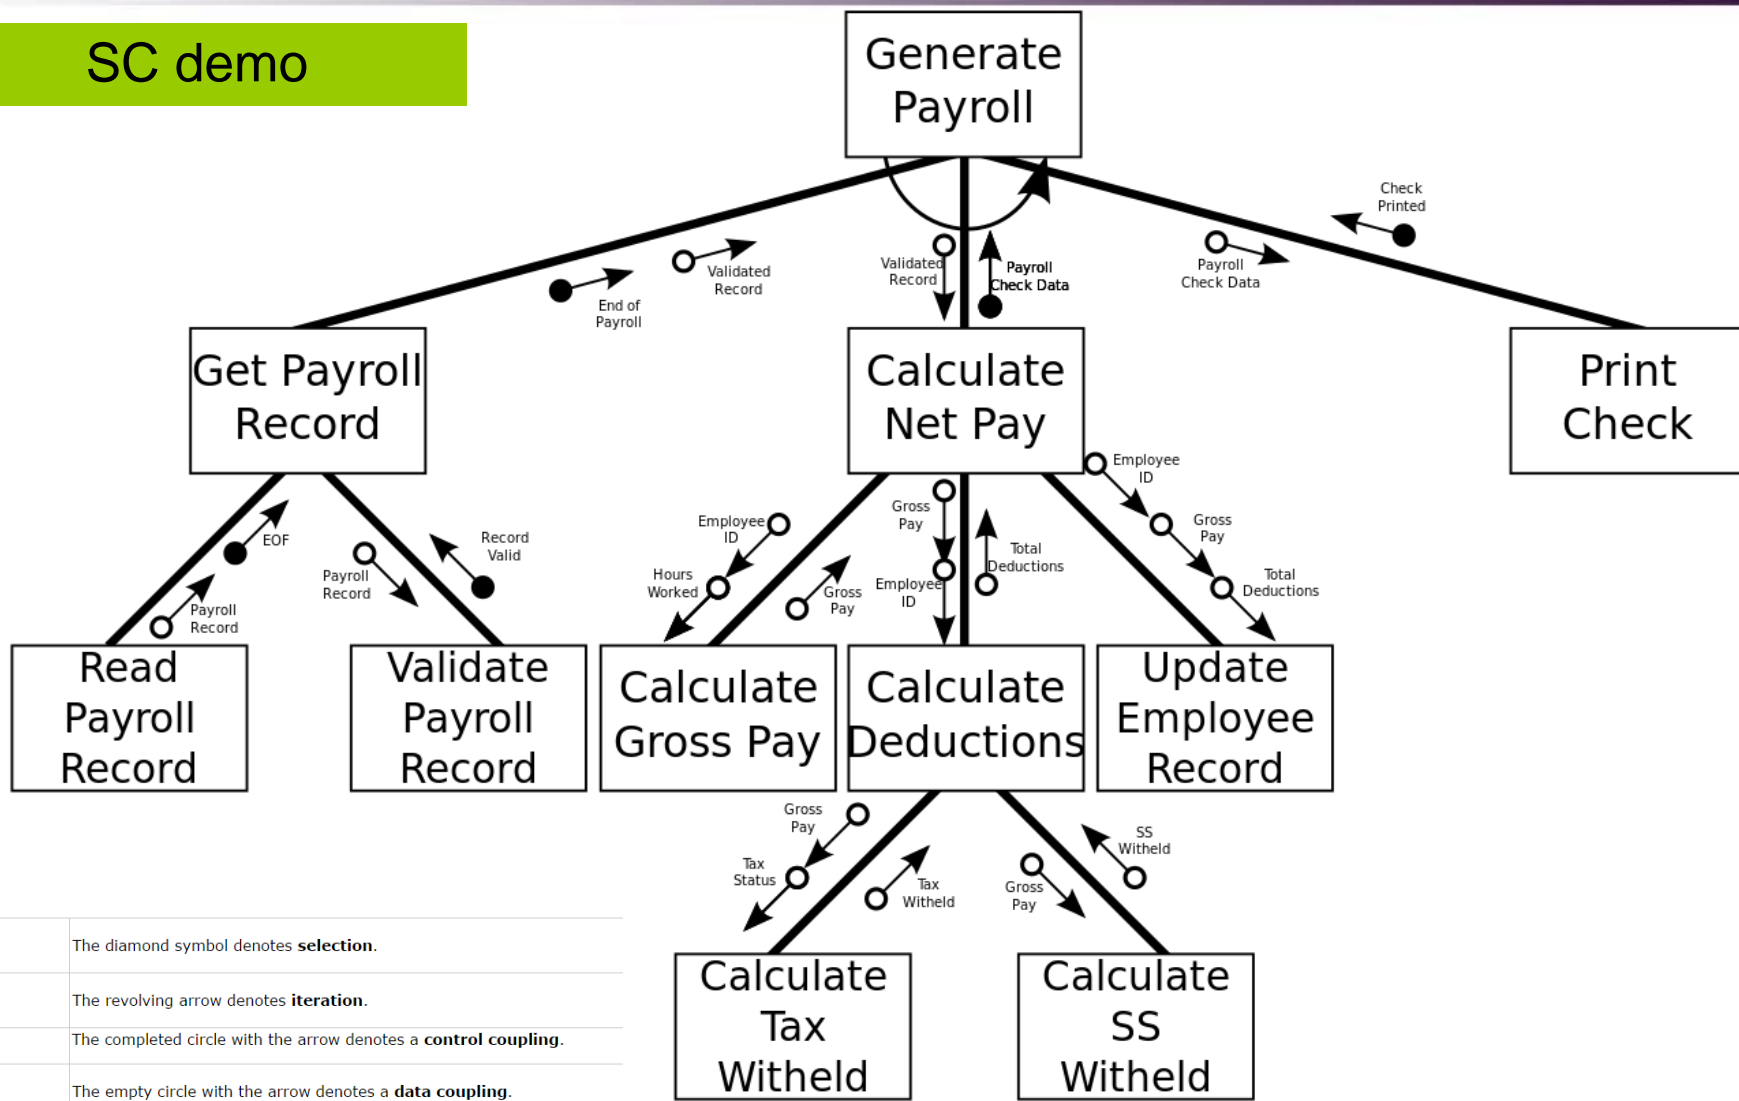 SC demo
Generate
Payroll
Check
Printed
Validated
Record
End of
Payroll
Validated
Record
Payroll
Check Data
Payroll
Check Data
Get Payroll
Record
Calculate
Net Pay
Print
Check
EOF
Payroll
Record
Payroll
Record
Record
Valid
Employee
ID
Hours
Worked
Gross
Pay
Gross
Pay
Employee
ID
Total
Deductions
Employee
ID
Gross
Pay
Total
Deductions
Read
Payroll
Record
Validate
Payroll
Record
Calculate
Gross Pay
Calculate
Deductions
Update
Employee
Record
Gross
Pay
Tax
Status
Tax
Witheld
Gross
Pay
SS
Witheld
Calculate
Tax
Witheld
Calculate
SS
Witheld
The diamond symbol denotes selection.
The revolving arrow denotes iteration.
The completed circle with the arrow denotes a control coupling.
The empty circle with the arrow denotes a data coupling.